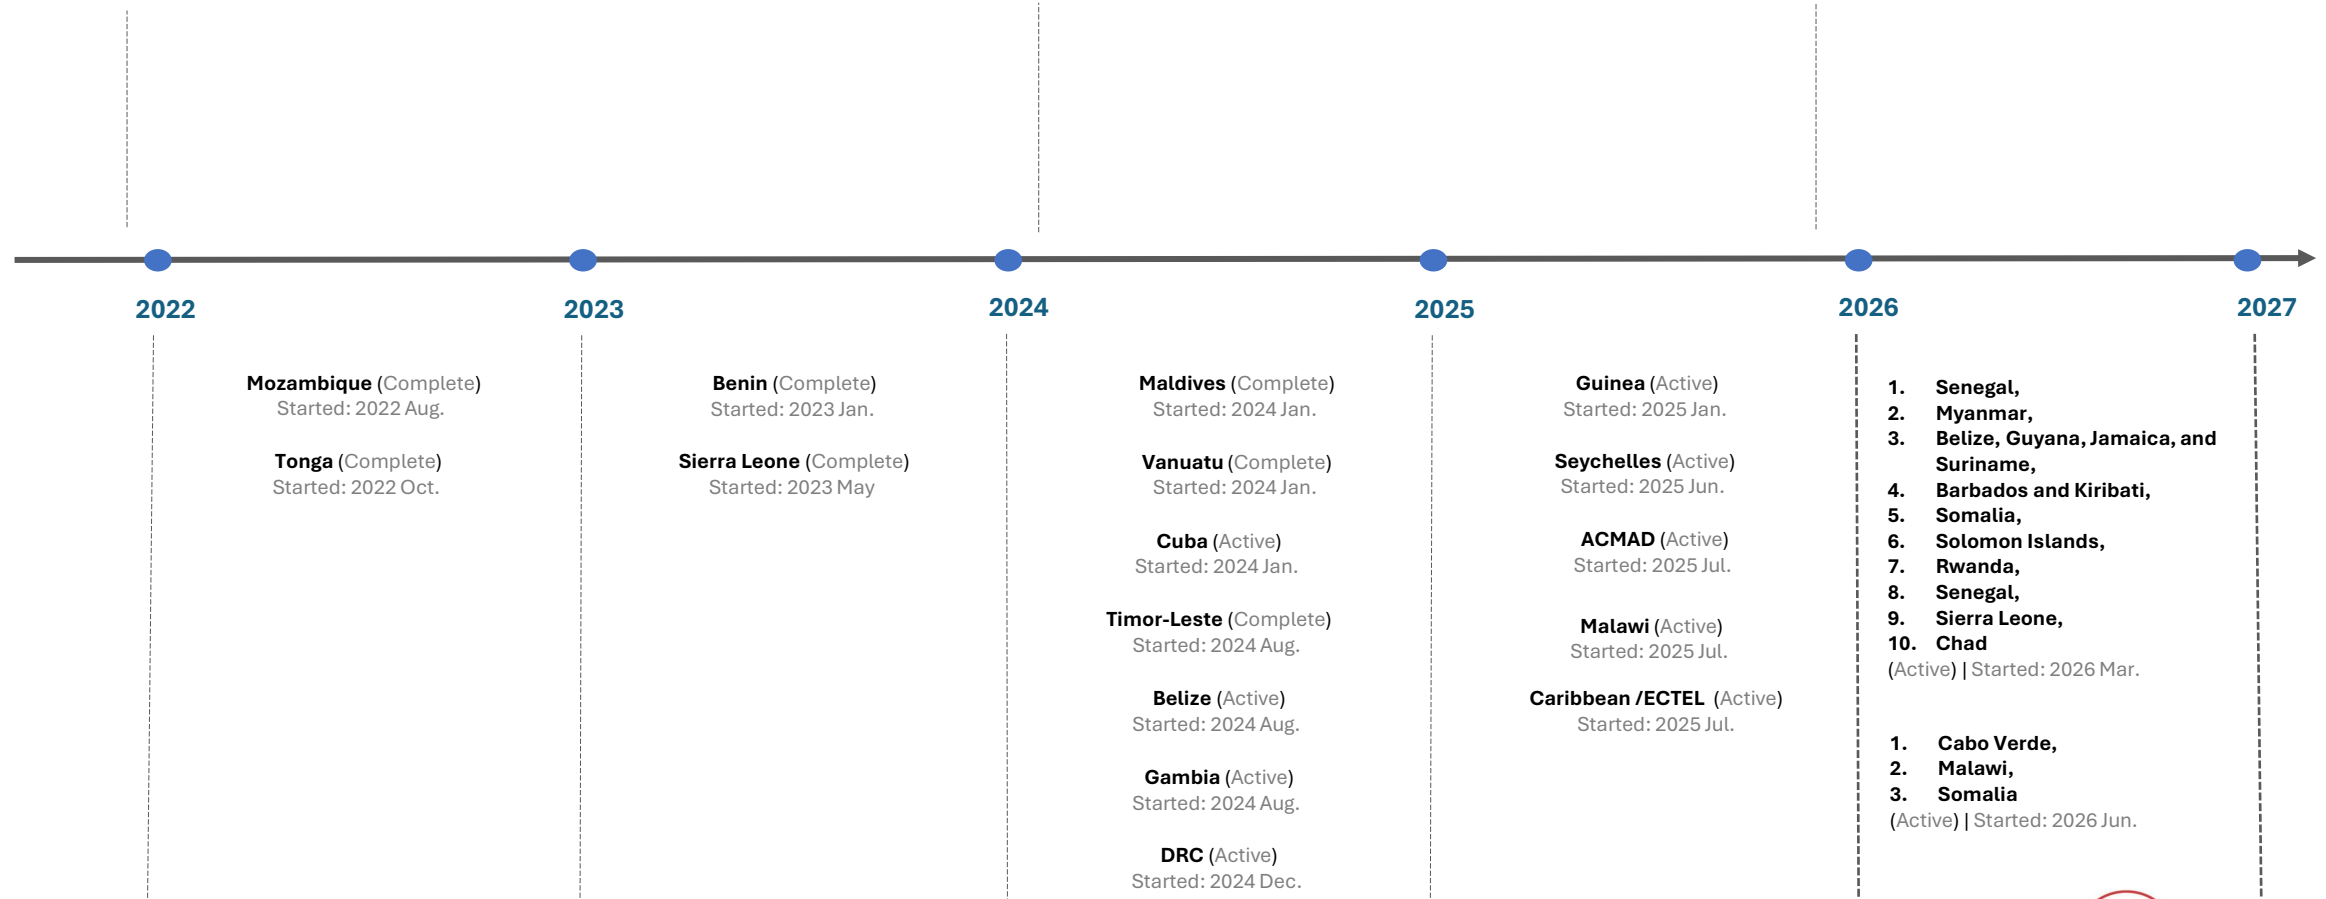 2022
2023
2024
2025
2026
2027
Mozambique (Complete)
Started: 2022 Aug.
Tonga (Complete)
Started: 2022 Oct.
Benin (Complete)
Started: 2023 Jan.
Sierra Leone (Complete)
Started: 2023 May
Maldives (Complete)
Started: 2024 Jan.
Vanuatu (Complete)
Started: 2024 Jan.
Cuba (Active)
Started: 2024 Jan.
Timor-Leste (Complete)
Started: 2024 Aug.
Belize (Active)
Started: 2024 Aug.
Gambia (Active)
Started: 2024 Aug.
DRC (Active)
Started: 2024 Dec.
Guinea (Active)
Started: 2025 Jan.
Seychelles (Active)
Started: 2025 Jun.
ACMAD (Active)
Started: 2025 Jul.
Malawi (Active)
Started: 2025 Jul.
Caribbean /ECTEL (Active)
Started: 2025 Jul.
1. Senegal,
2. Myanmar,
3. Belize, Guyana, Jamaica, and
Suriname,
4. Barbados and Kiribati,
5. Somalia,
6. Solomon Islands,
7. Rwanda,
8. Senegal,
9. Sierra Leone,
10. Chad
(Active) | Started: 2026 Mar.
1. Cabo Verde,
2. Malawi,
3. Somalia
(Active) | Started: 2026 Jun.